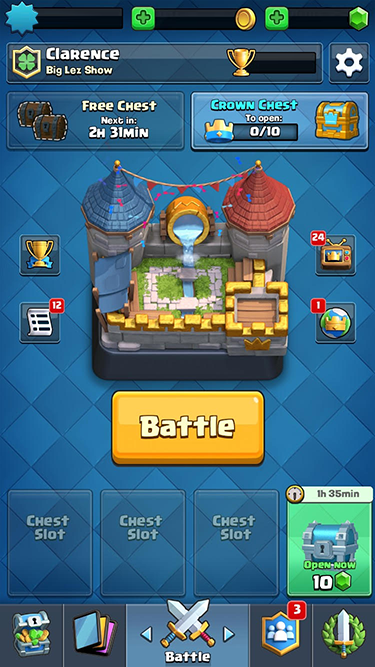 Clarence
Big Lez Show
Free Chest
Next in:
2h 31min
Crown Chest
To open:
0/10
24
12
1
Battle
Chest
Slot
Chest
Slot
Chest
Slot
1h 35min
Open now
10
3
Battle